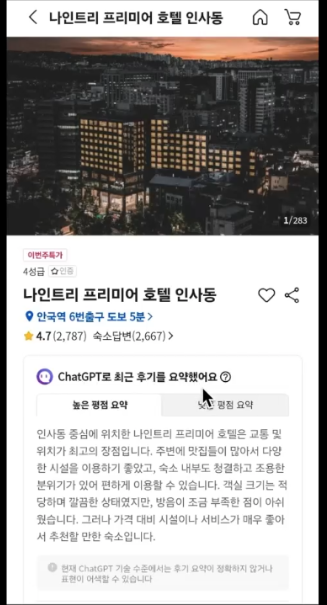 나인트리 프리미어 호텔 인사동
1/283
이번주특가
4성급 ☆인증
나인트리 프리미어 호텔 인사동
안국역 6번출구 도보 5분 >
4.7 (2,787) 숙소답변(2,667) >
ChatGPT로 최근 후기를 요약했어요 ?
높은 평점 요약
평점 요약
인사동 중심에 위치한 나인트리 프리미어 호텔은 교통 및
위치가 최고의 장점입니다. 주변에 맛집들이 많아서 다양
한 시설을 이용하기 좋았고, 숙소 내부도 청결하고 조용한
분위기가 있어 편하게 이용할 수 있습니다. 객실 크기는 적
당하며 깔끔한 상태였지만, 방음이 조금 부족한 점이 아쉬
웠습니다. 그러나 가격 대비 시설이나 서비스가 매우 좋아
서 추천할 만한 숙소입니다.
현재 ChatGPT 기술 수준에서는 후기 요약이 정확하지 않거나
표현이 어색할 수 있습니다